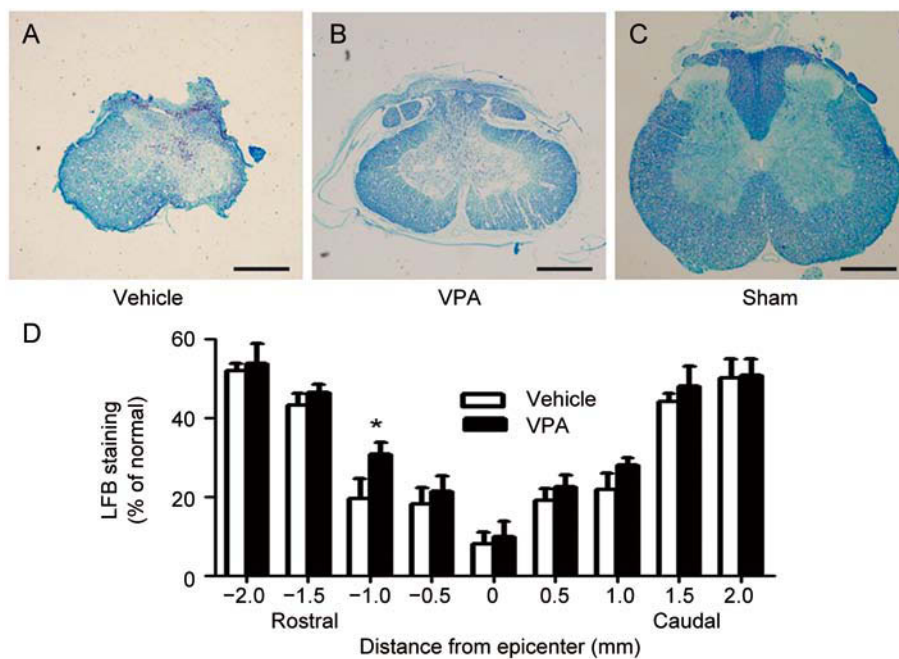 A
B
C
Vehicle
VPA
Sham
D
LFB staining
(% of normal)
60
40
20
0
Vehicle
VPA
*
−2.0 −1.5 −1.0 −0.5 0 0.5 1.0 1.5 2.0
Rostral Caudal
Distance from epicenter (mm)